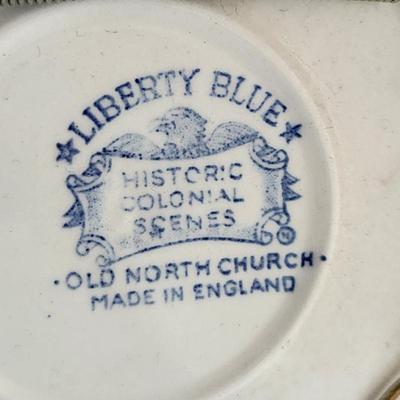 ★ LIBERTY BLUE ★
HISTORIC
COLONIAL
SCENES
· OLD NORTH CHURCH ·
MADE IN ENGLAND